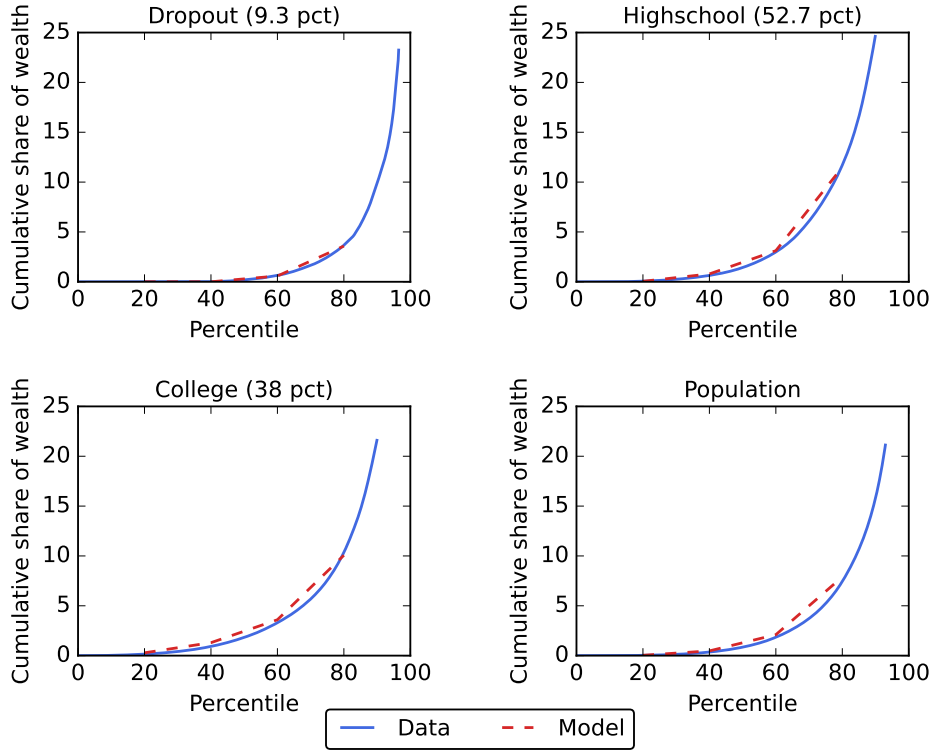 Dropout (9.3 pct)
Cumulative share of wealth
25
20
15
10
5
0
0 20 40 60 80 100
Percentile
Highschool (52.7 pct)
Cumulative share of wealth
25
20
15
10
5
0
0 20 40 60 80 100
Percentile
College (38 pct)
Cumulative share of wealth
25
20
15
10
5
0
0 20 40 60 80 100
Percentile
Population
Cumulative share of wealth
25
20
15
10
5
0
0 20 40 60 80 100
Percentile
Data Model